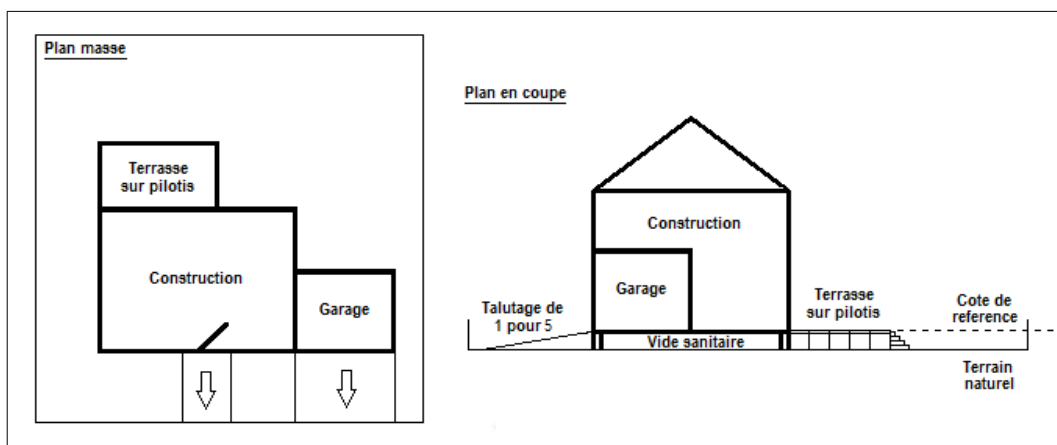 Plan masse
Terrasse
sur pilotis
Construction
Garage
Plan en coupe
Construction
Garage
Talutage de
1 pour 5
Terrasse
sur pilotis
Cote de
reference
Vide sanitaire
Terrain
naturel